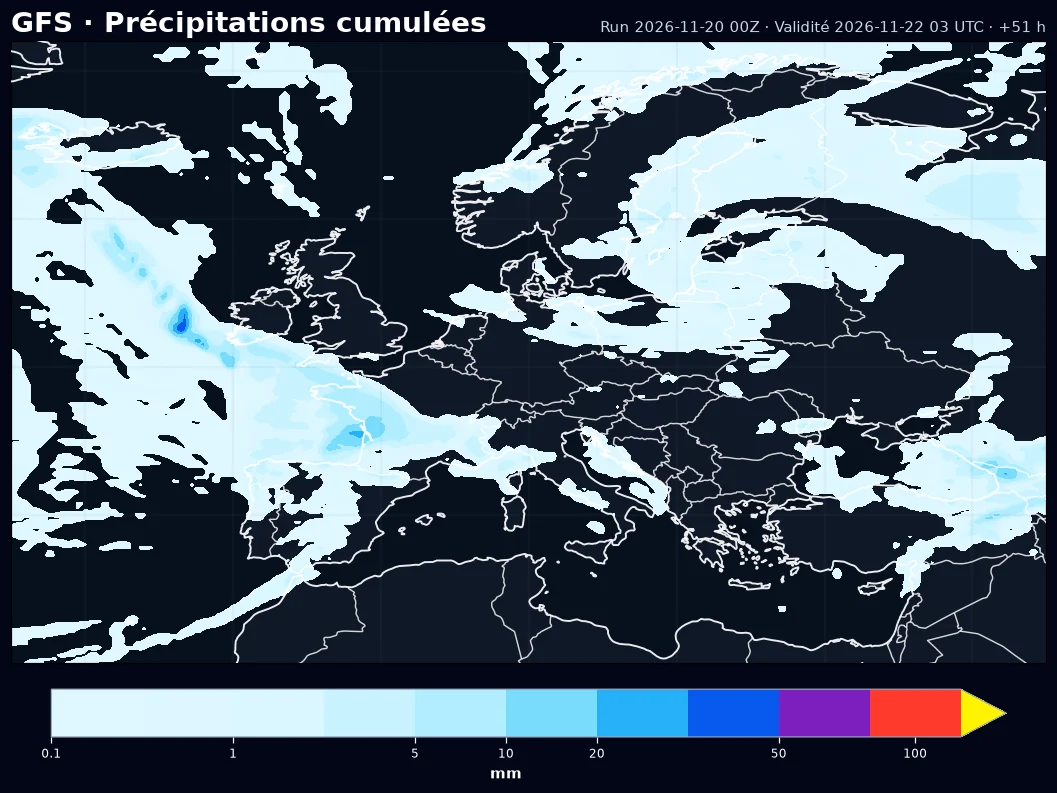 GFS · Précipitations cumulées
Run 2026-11-20 00Z · Validité 2026-11-22 03 UTC · +51 h
0.1 1 5 10 20 50 100
mm